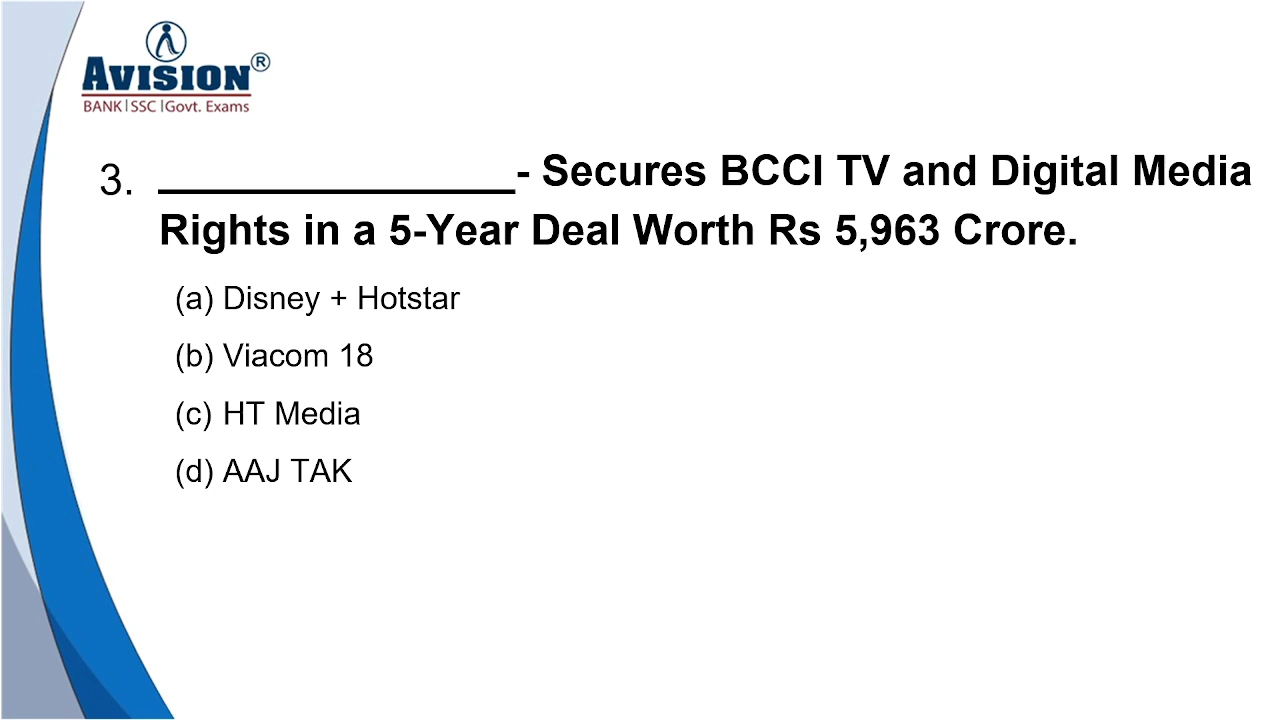 AVISION®
BANK|SSC|Govt. Exams
3. ________________- Secures BCCI TV and Digital Media
Rights in a 5-Year Deal Worth Rs 5,963 Crore.
(a) Disney + Hotstar
(b) Viacom 18
(c) HT Media
(d) AAJ TAK